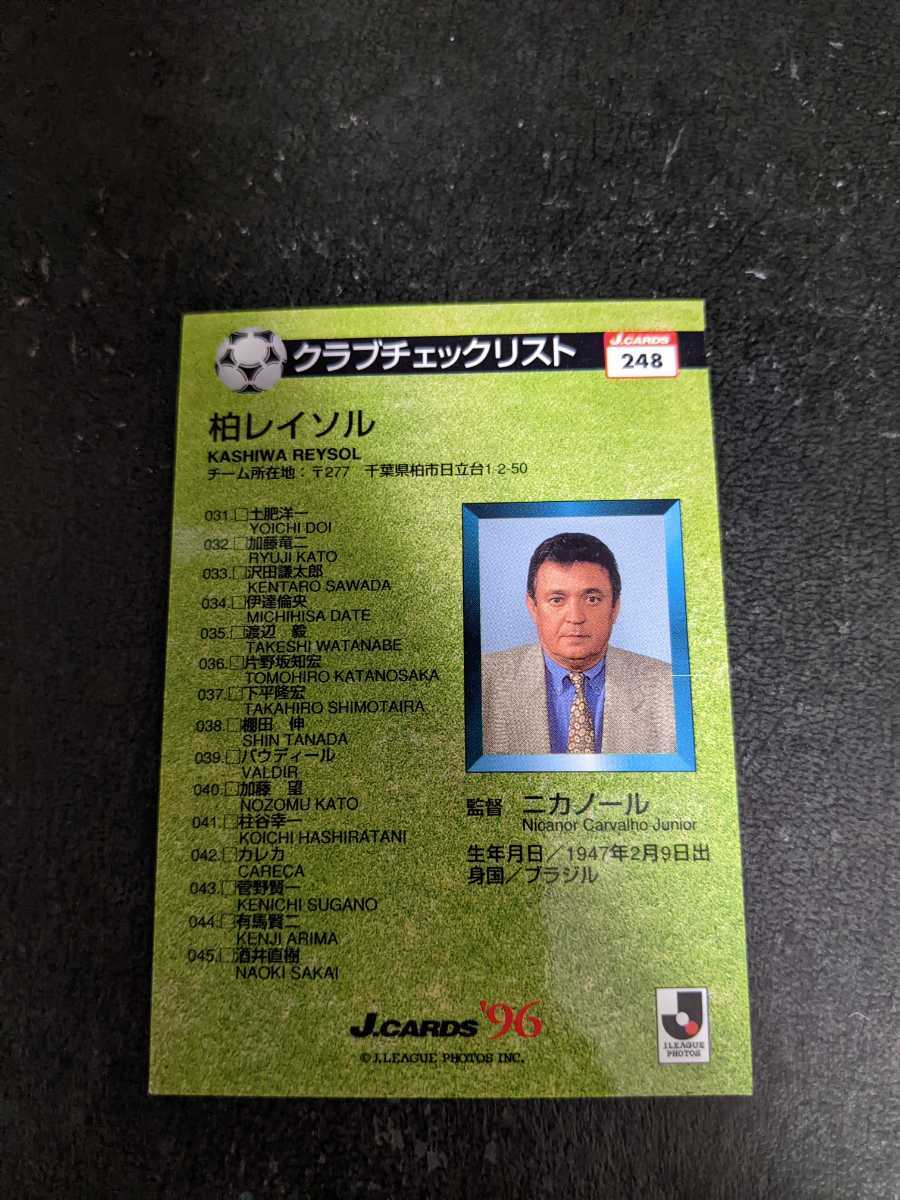 クラブチェックリスト
J.CARDS
248
柏レイソル
KASHIWA REYSOL
チーム所在地：〒277 千葉県柏市日立台1-2-50
031.□土肥洋一
YOICHI DOI
032.□加藤竜二
RYUJI KATO
033.□沢田謙太郎
KENTARO SAWADA
034.□伊達倫央
MICHIHISA DATE
035.□渡辺 毅
TAKESHI WATANABE
036.□片野坂知宏
TOMOHIRO KATANOSAKA
037.□下平隆宏
TAKAHIRO SHIMOTAIRA
038.□棚田 伸
SHIN TANADA
039.□バウディール
VALDIR
040.□加藤 望
NOZOMU KATO
041.□柱谷幸一
KOICHI HASHIRATANI
042.□カレカ
CARECA
043.□菅野賢一
KENICHI SUGANO
044.□有馬賢二
KENJI ARIMA
045.□酒井直樹
NAOKI SAKAI
監督 ニカノール
Nicanor Carvalho Junior
生年月日／1947年2月9日出
身国／ブラジル
J.CARDS '96
©J.LEAGUE PHOTOS INC.
J.LEAGUE
PHOTOS